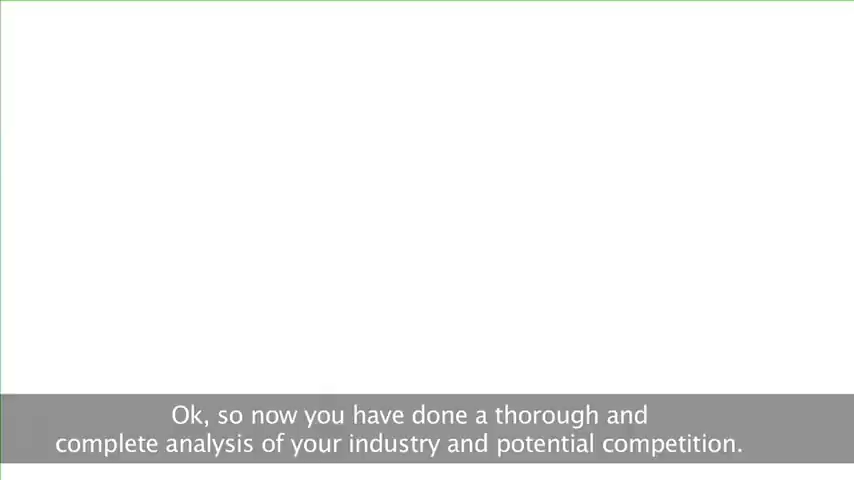 Ok, so now you have done a thorough and
complete analysis of your industry and potential competition.